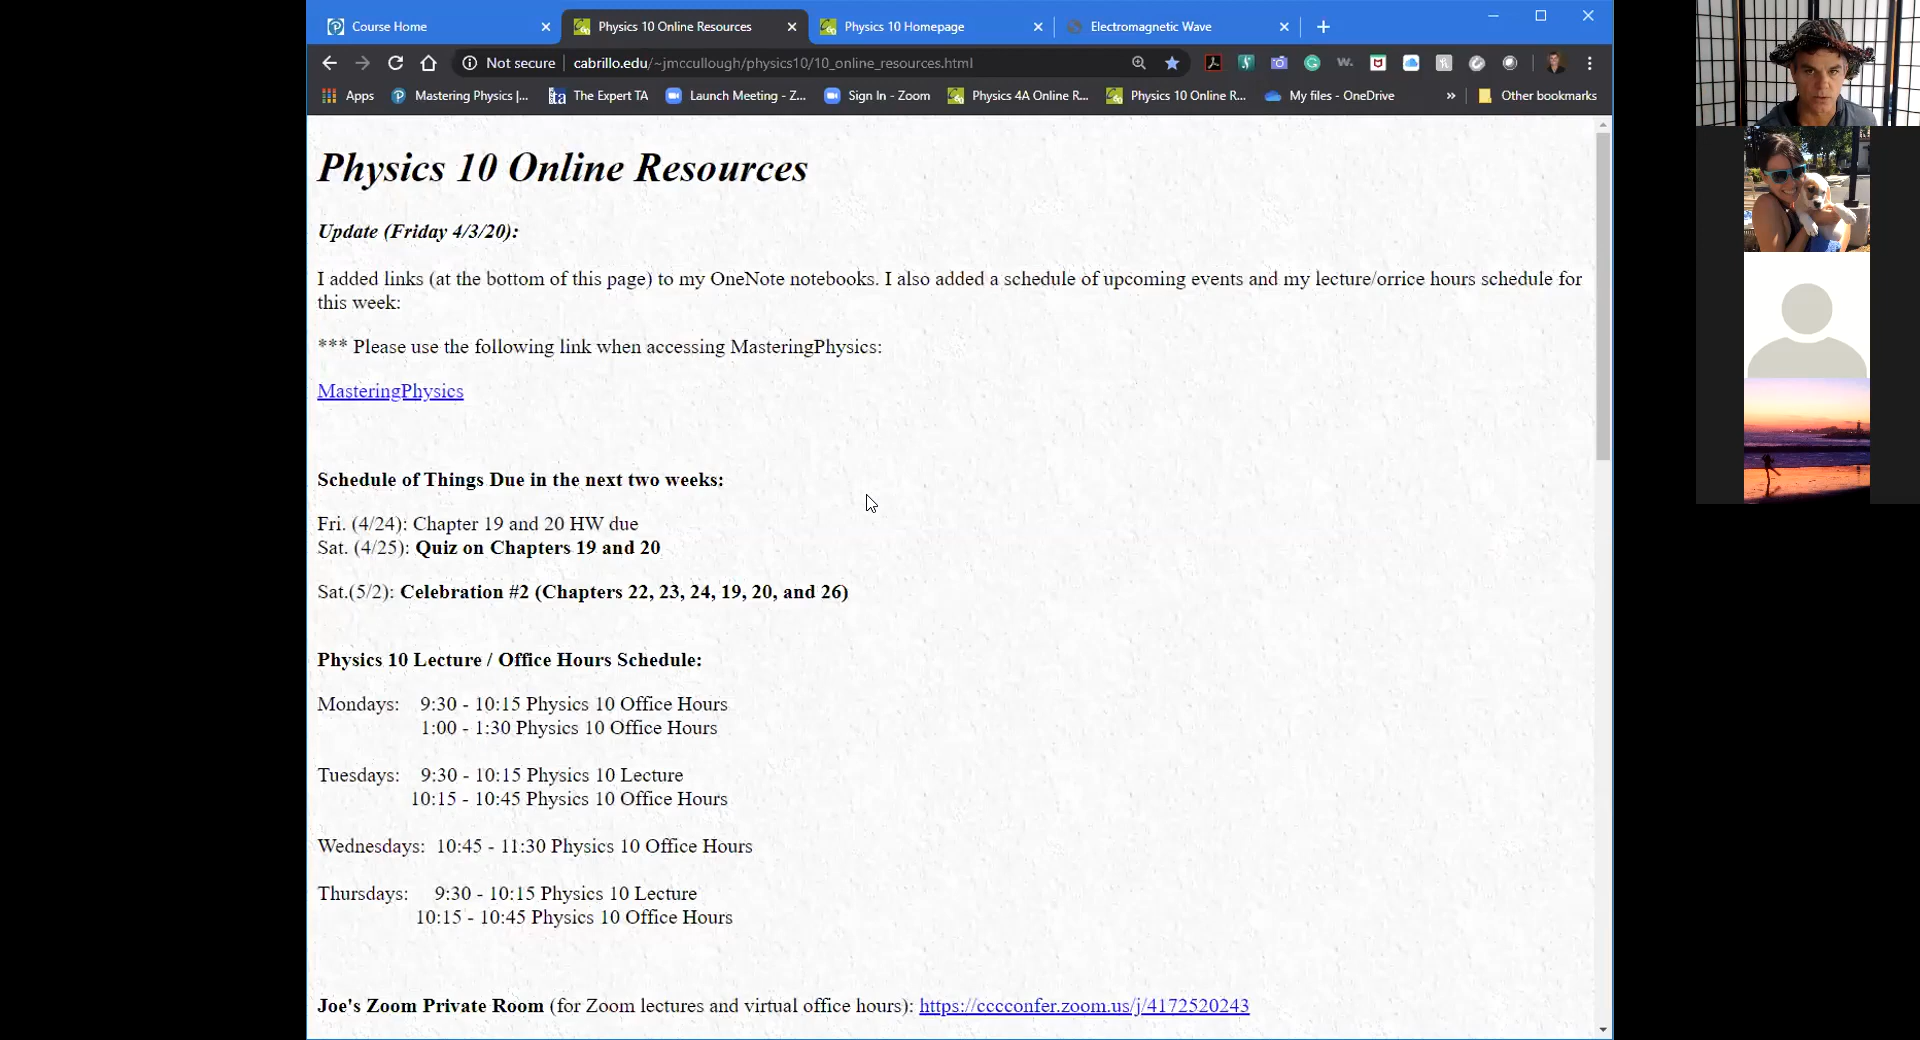 Course Home
Physics 10 Online Resources
Physics 10 Homepage
Electromagnetic Wave
Not secure
cabrillo.edu/~jmccullough/physics10/10_online_resources.html
Apps
Mastering Physics |...
The Expert TA
Launch Meeting - Z...
Sign In - Zoom
Physics 4A Online R...
Physics 10 Online R...
My files - OneDrive
»
Other bookmarks
Physics 10 Online Resources
Update (Friday 4/3/20):
I added links (at the bottom of this page) to my OneNote notebooks. I also added a schedule of upcoming events and my lecture/orrice hours schedule for
this week:
*** Please use the following link when accessing MasteringPhysics:
MasteringPhysics
Schedule of Things Due in the next two weeks:
Fri. (4/24): Chapter 19 and 20 HW due
Sat. (4/25): Quiz on Chapters 19 and 20
Sat.(5/2): Celebration #2 (Chapters 22, 23, 24, 19, 20, and 26)
Physics 10 Lecture / Office Hours Schedule:
Mondays: 9:30 - 10:15 Physics 10 Office Hours
1:00 - 1:30 Physics 10 Office Hours
Tuesdays: 9:30 - 10:15 Physics 10 Lecture
10:15 - 10:45 Physics 10 Office Hours
Wednesdays: 10:45 - 11:30 Physics 10 Office Hours
Thursdays: 9:30 - 10:15 Physics 10 Lecture
10:15 - 10:45 Physics 10 Office Hours
Joe's Zoom Private Room (for Zoom lectures and virtual office hours): https://cccconfer.zoom.us/j/4172520243